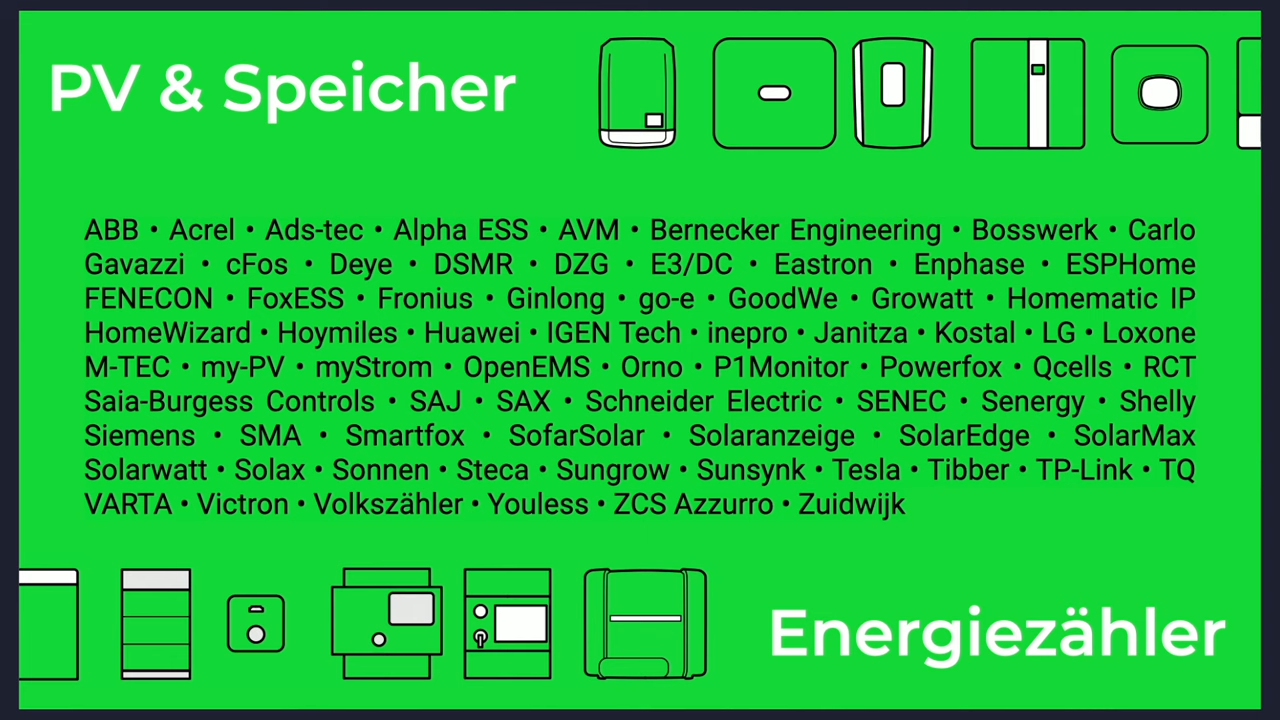 PV & Speicher
ABB • Acrel • Ads-tec • Alpha ESS • AVM • Bernecker Engineering • Bosswerk • Carlo
Gavazzi • cFos • Deye • DSMR • DZG • E3/DC • Eastron • Enphase • ESPHome
FENECON • FoxESS • Fronius • Ginlong • go-e • GoodWe • Growatt • Homematic IP
HomeWizard • Hoymiles • Huawei • IGEN Tech • inepro • Janitza • Kostal • LG • Loxone
M-TEC • my-PV • myStrom • OpenEMS • Orno • P1Monitor • Powerfox • Qcells • RCT
Saia-Burgess Controls • SAJ • SAX • Schneider Electric • SENEC • Senergy • Shelly
Siemens • SMA • Smartfox • SofarSolar • Solaranzeige • SolarEdge • SolarMax
Solarwatt • Solax • Sonnen • Steca • Sungrow • Sunsynk • Tesla • Tibber • TP-Link • TQ
VARTA • Victron • Volkszähler • Youless • ZCS Azzurro • Zuidwijk
Energiezähler